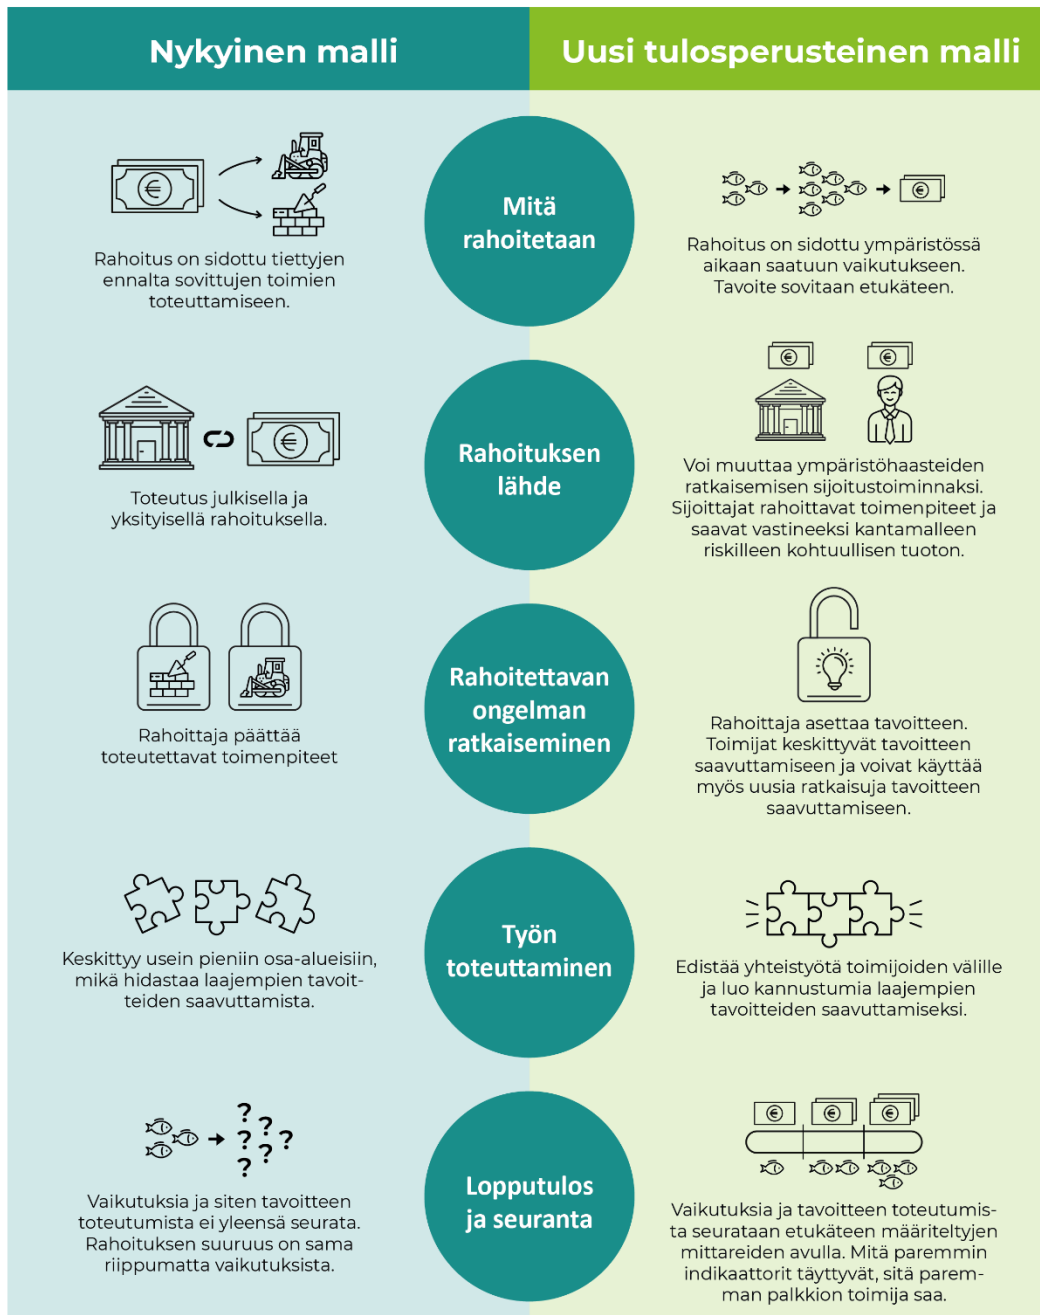 Nykyinen malli
Uusi tulosperusteinen malli
Mitä
rahoitetaan
Rahoitus on sidottu tiettyjen
ennalta sovittujen toimien
toteuttamiseen.
Rahoitus on sidottu ympäristössä
aikaan saatuun vaikutukseen.
Tavoite sovitaan etukäteen.
Rahoituksen
lähde
Toteutus julkisella ja
yksityisellä rahoituksella.
Voi muuttaa ympäristöhaasteiden
ratkaisemisen sijoitustoiminnaksi.
Sijoittajat rahoittavat toimenpiteet ja
saavat vastineeksi kantamalleen
riskilleen kohtuullisen tuoton.
Rahoitettavan
ongelman
ratkaiseminen
Rahoittaja päättää
toteutettavat toimenpiteet
Rahoittaja asettaa tavoitteen.
Toimijat keskittyvät tavoitteen
saavuttamiseen ja voivat käyttää
myös uusia ratkaisuja tavoitteen
saavuttamiseen.
Työn
toteuttaminen
Keskittyy usein pieniin osa-alueisiin,
mikä hidastaa laajempien tavoit-
teiden saavuttamista.
Edistää yhteistyötä toimijoiden välille
ja luo kannustumia laajempien
tavoitteiden saavuttamiseksi.
Lopputulos
ja seuranta
? ? ? ? ? ?
Vaikutuksia ja siten tavoitteen
toteutumista ei yleensä seurata.
Rahoituksen suuruus on sama
riippumatta vaikutuksista.
Vaikutuksia ja tavoitteen toteutumis-
ta seurataan etukäteen määriteltyjen
mittareiden avulla. Mitä paremmin
indikaattorit täyttyvät, sitä parem-
man palkkion toimija saa.